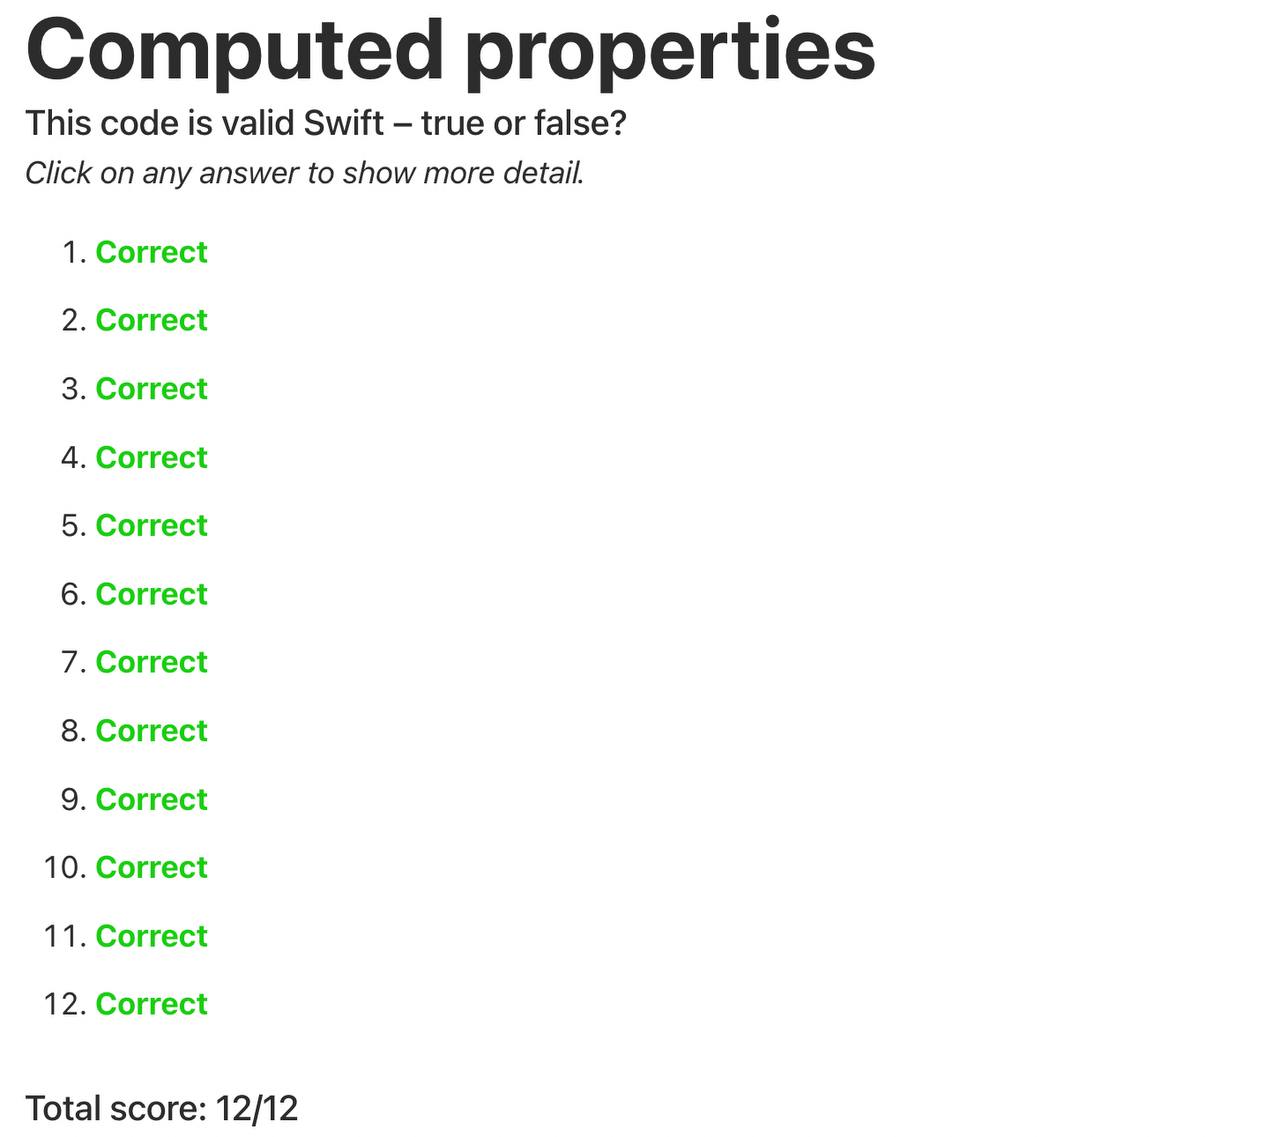 Computed properties
This code is valid Swift – true or false?
Click on any answer to show more detail.
1. Correct
2. Correct
3. Correct
4. Correct
5. Correct
6. Correct
7. Correct
8. Correct
9. Correct
10. Correct
11. Correct
12. Correct
Total score: 12/12